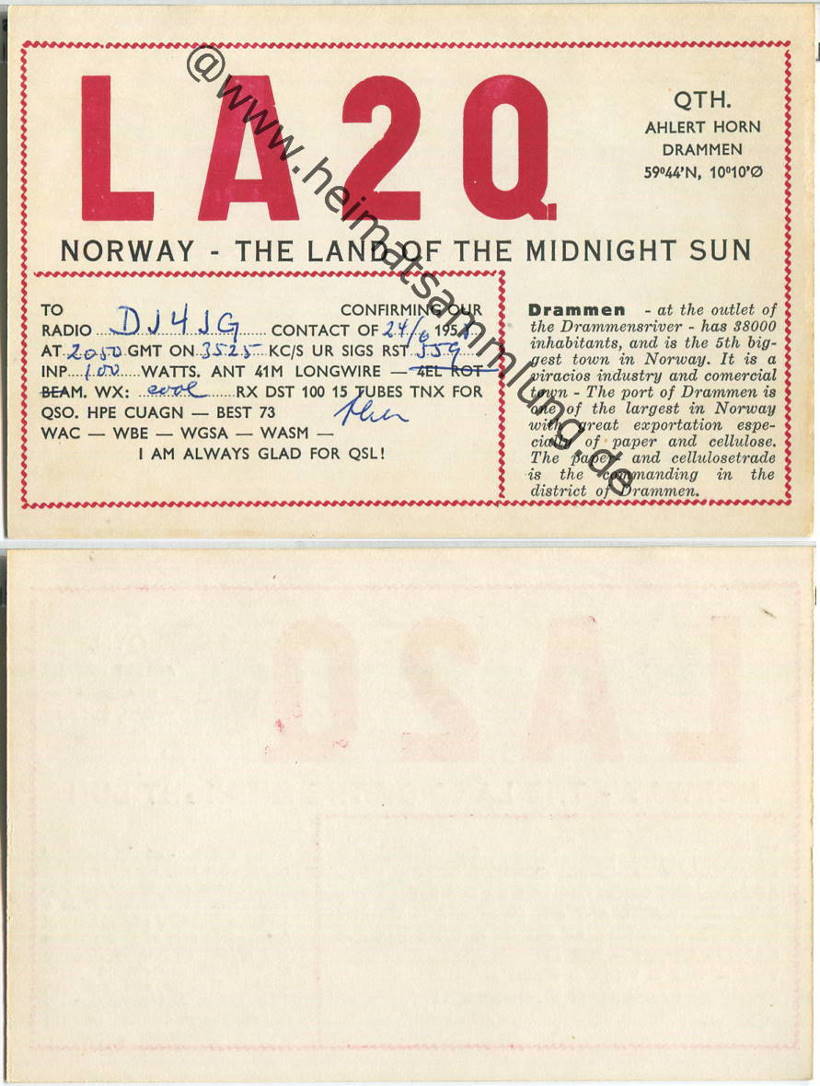 LA2Q
QTH.
AHLERT HORN
DRAMMEN
59º44'N, 10º10'Ø
NORWAY - THE LAND OF THE MIDNIGHT SUN
TO CONFIRMING OUR
RADIO DJ4JG CONTACT OF 24/6 1958
AT 2050 GMT ON 3525 KC/S UR SIGS RST 559
INP 100 WATTS. ANT 41M LONGWIRE — 4EL ROT
BEAM. WX: cool RX DST 100 15 TUBES TNX FOR
QSO. HPE CUAGN — BEST 73
WAC — WBE — WGSA — WASM —
I AM ALWAYS GLAD FOR QSL!
Drammen - at the outlet of
the Drammensriver - has 38000
inhabitants, and is the 5th big-
gest town in Norway. It is a
viracios industry and comercial
town - The port of Drammen is
one of the largest in Norway
with great exportation espe-
cially of paper and cellulose.
The paper- and cellulosetrade
is the commanding in the
district of Drammen.
@www.heimatsammlung.de